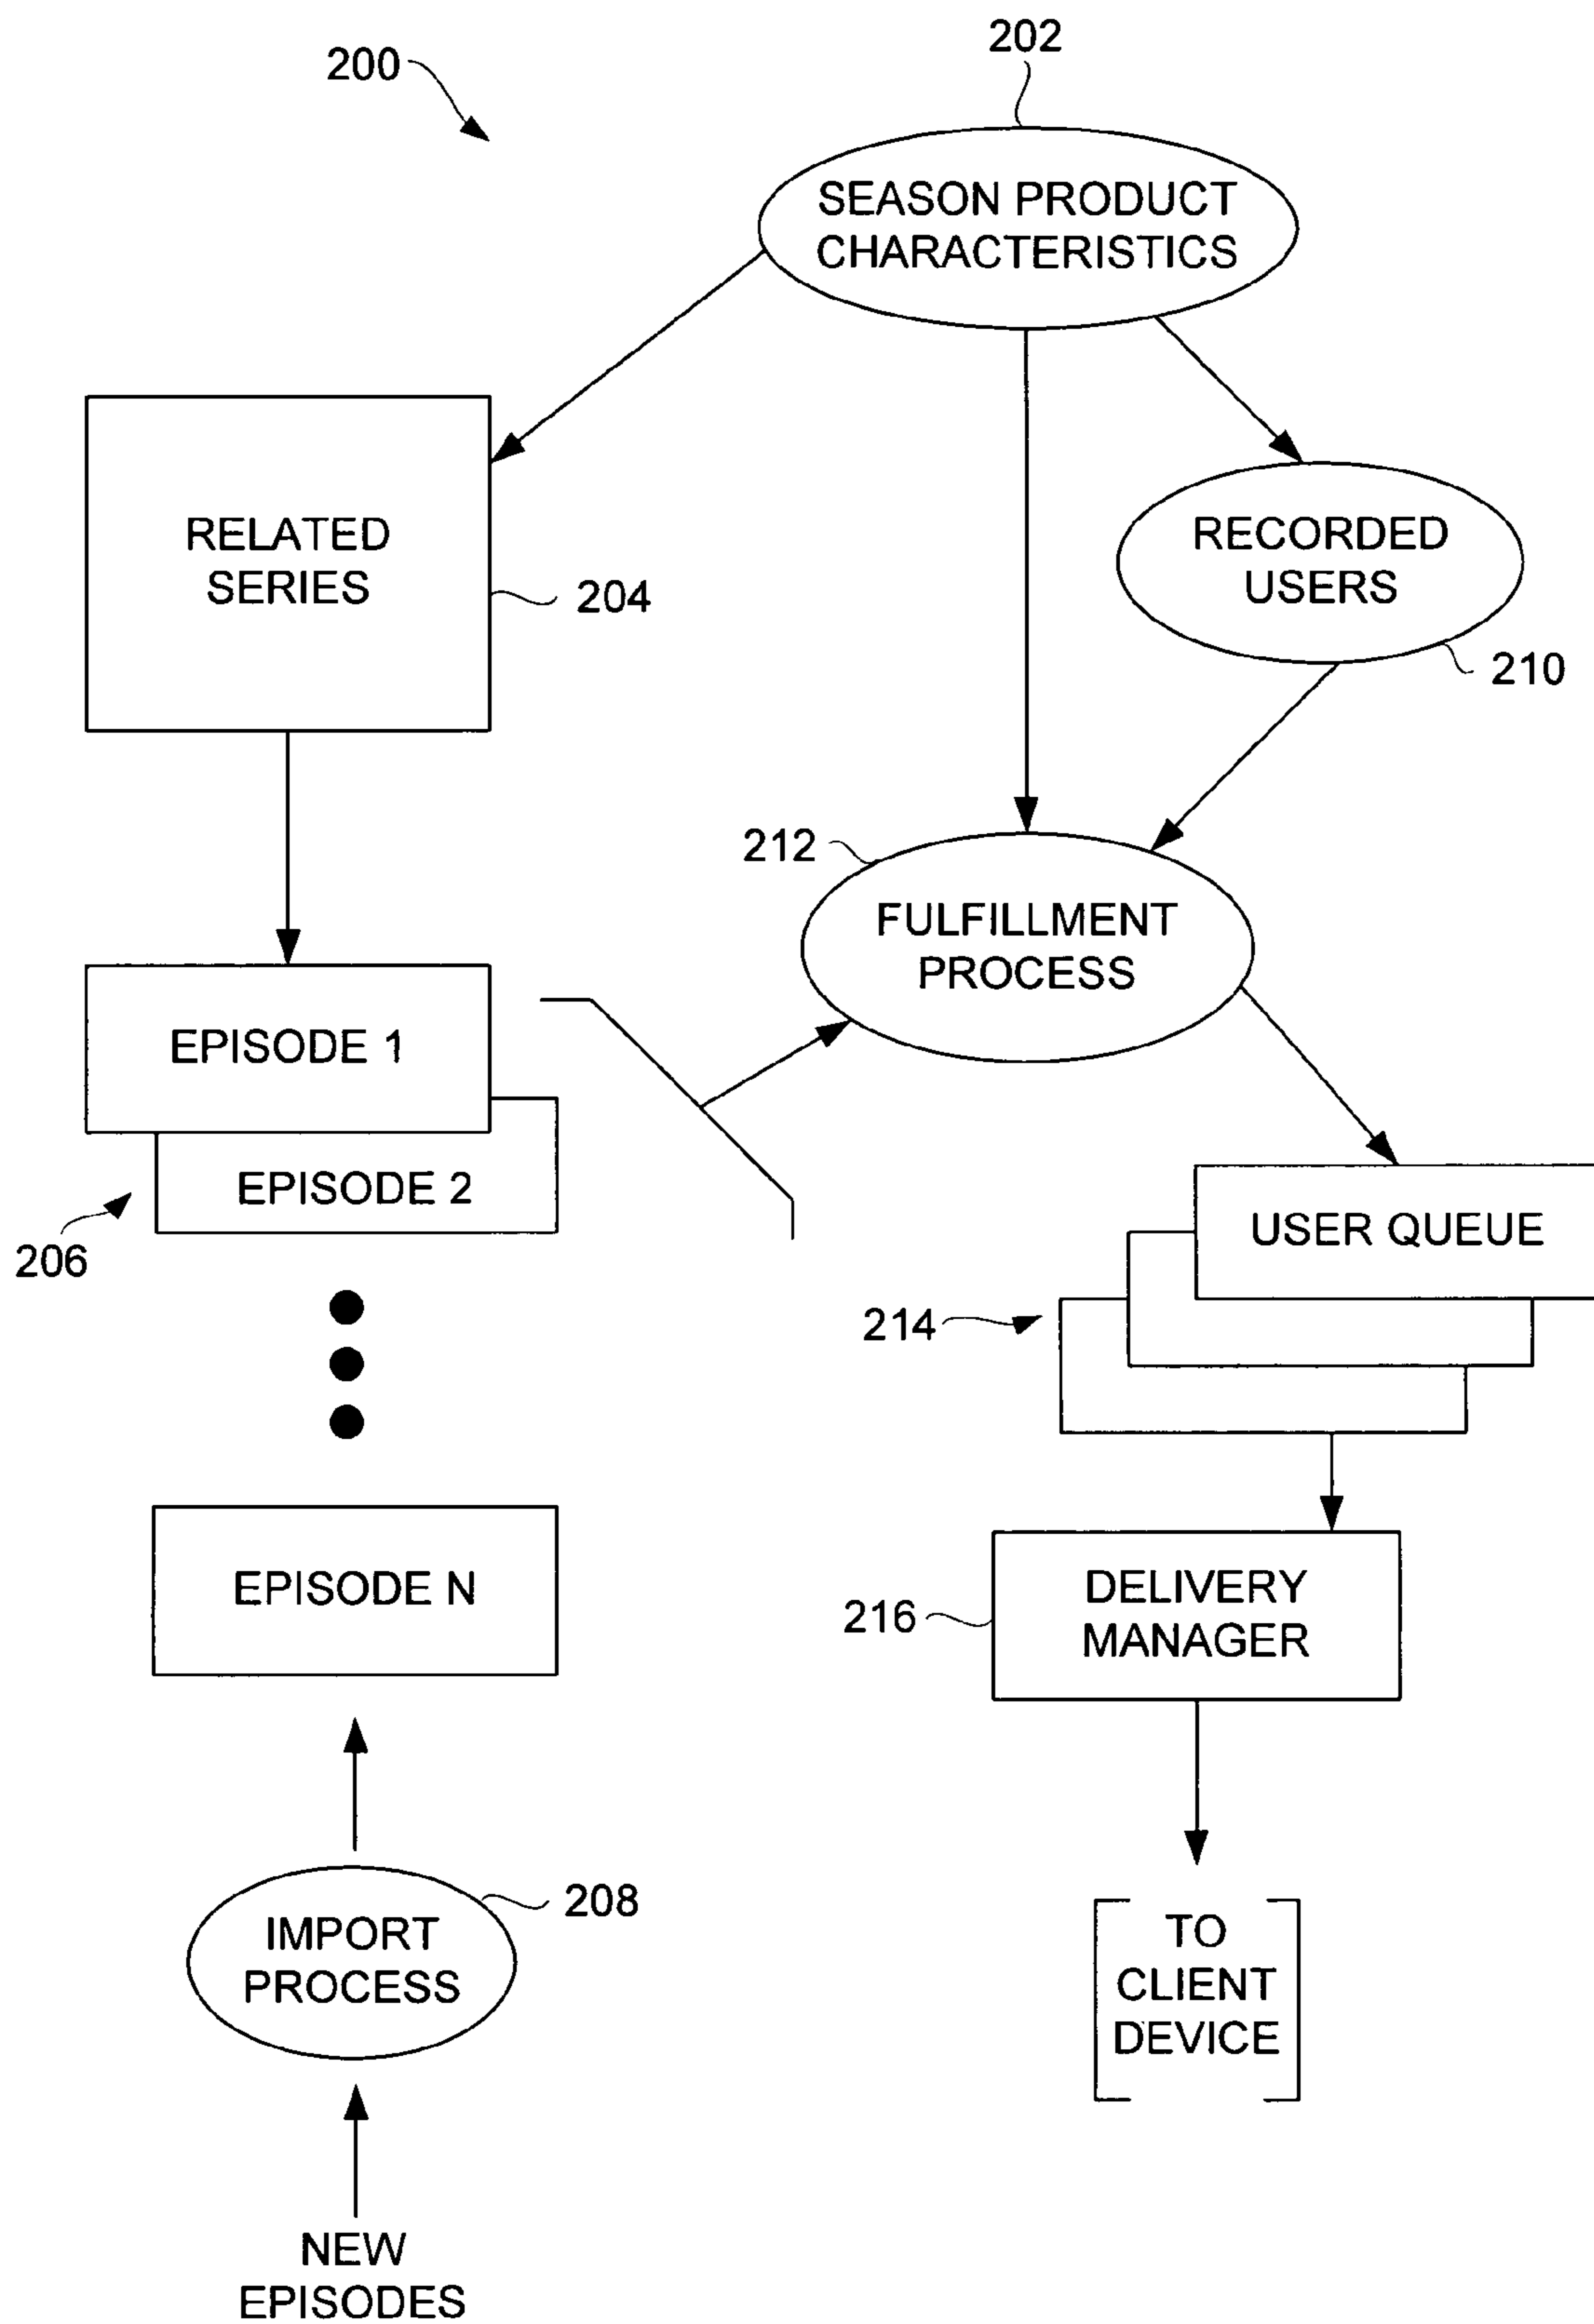 202
200
SEASON PRODUCT
CHARACTERISTICS
RELATED
SERIES
204
RECORDED
USERS
210
212
FULFILLMENT
PROCESS
EPISODE 1
EPISODE 2
206
USER QUEUE
214
EPISODE N
DELIVERY
MANAGER
216
208
IMPORT
PROCESS
TO
CLIENT
DEVICE
NEW
EPISODES